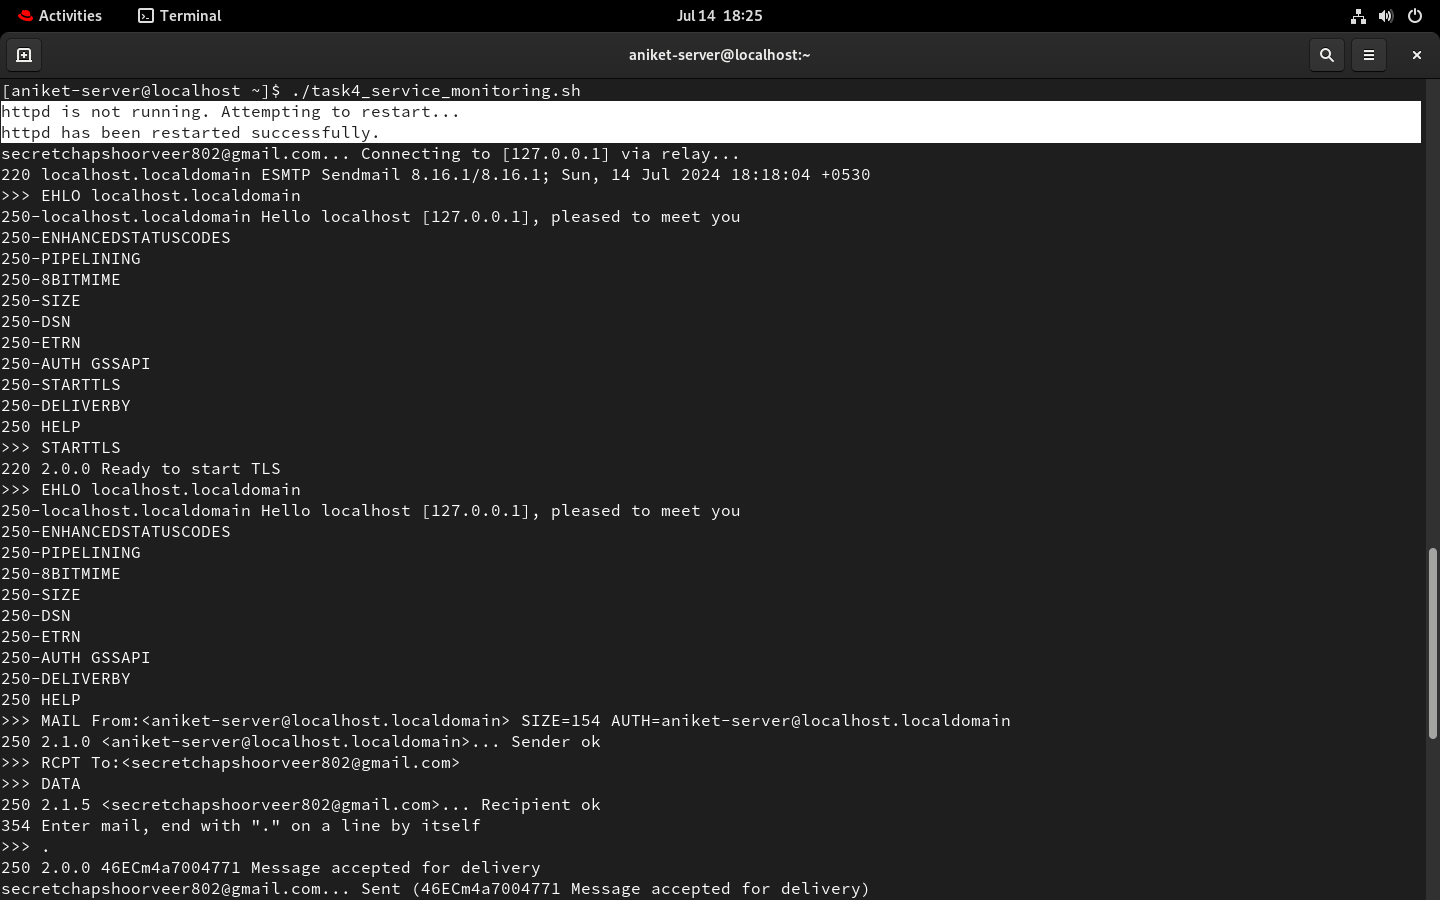 Activities Terminal Jul 14 18:25
aniket-server@localhost:~
[aniket-server@localhost ~]$ ./task4_service_monitoring.sh
httpd is not running. Attempting to restart...
httpd has been restarted successfully.
secretchapshoorveer802@gmail.com... Connecting to [127.0.0.1] via relay...
220 localhost.localdomain ESMTP Sendmail 8.16.1/8.16.1; Sun, 14 Jul 2024 18:18:04 +0530
>>> EHLO localhost.localdomain
250-localhost.localdomain Hello localhost [127.0.0.1], pleased to meet you
250-ENHANCEDSTATUSCODES
250-PIPELINING
250-8BITMIME
250-SIZE
250-DSN
250-ETRN
250-AUTH GSSAPI
250-STARTTLS
250-DELIVERBY
250 HELP
>>> STARTTLS
220 2.0.0 Ready to start TLS
>>> EHLO localhost.localdomain
250-localhost.localdomain Hello localhost [127.0.0.1], pleased to meet you
250-ENHANCEDSTATUSCODES
250-PIPELINING
250-8BITMIME
250-SIZE
250-DSN
250-ETRN
250-AUTH GSSAPI
250-DELIVERBY
250 HELP
>>> MAIL From:<aniket-server@localhost.localdomain> SIZE=154 AUTH=aniket-server@localhost.localdomain
250 2.1.0 <aniket-server@localhost.localdomain>... Sender ok
>>> RCPT To:<secretchapshoorveer802@gmail.com>
>>> DATA
250 2.1.5 <secretchapshoorveer802@gmail.com>... Recipient ok
354 Enter mail, end with "." on a line by itself
>>> .
250 2.0.0 46ECm4a7004771 Message accepted for delivery
secretchapshoorveer802@gmail.com... Sent (46ECm4a7004771 Message accepted for delivery)